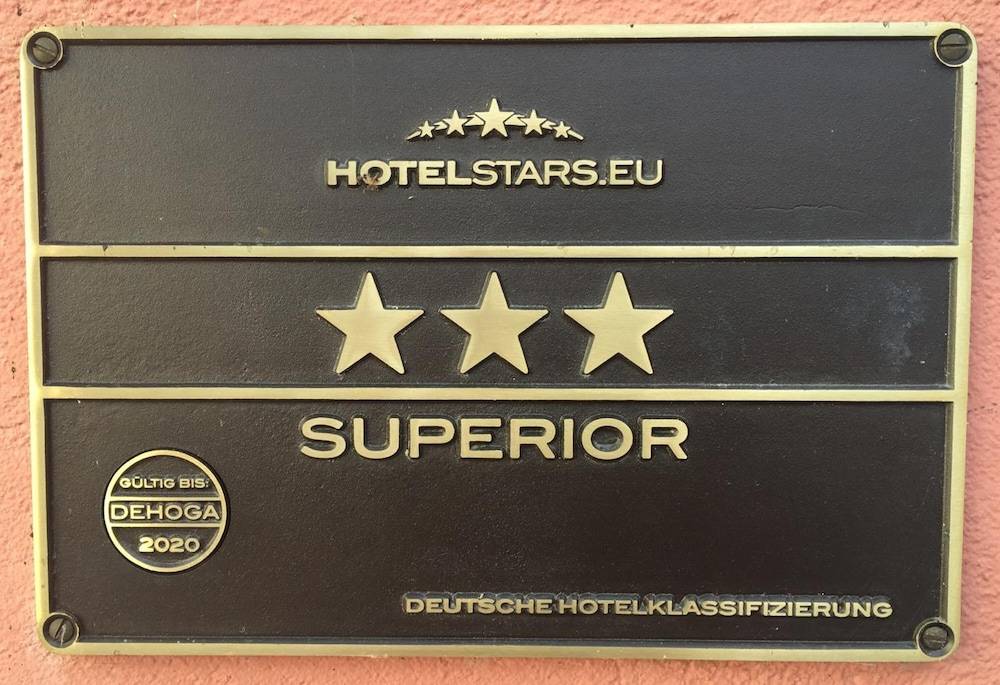 HOTELSTARS.EU
SUPERIOR
GÜLTIG BIS:
DEHOGA
2020
DEUTSCHE HOTELKLASSIFIZIERUNG